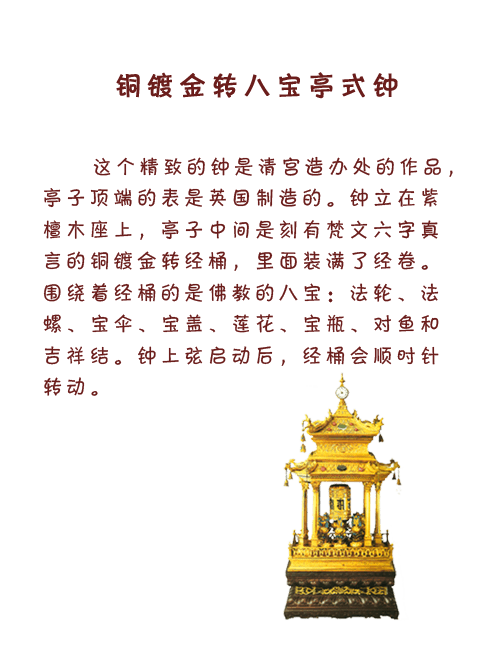 铜镀金转八宝亭式钟
这个精致的钟是清宫造办处的作品，
亭子顶端的表是英国制造的。钟立在紫
檀木座上，亭子中间是刻有梵文六字真
言的铜镀金转经桶，里面装满了经卷。
围绕着经桶的是佛教的八宝：法轮、法
螺、宝伞、宝盖、莲花、宝瓶、对鱼和
吉祥结。钟上弦启动后，经桶会顺时针
转动。